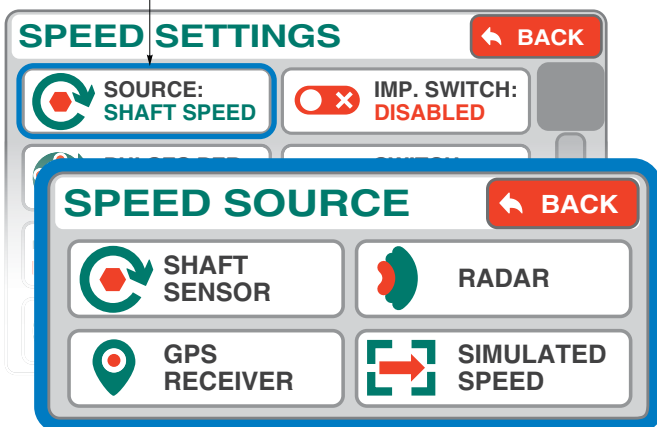 SPEED SETTINGS
BACK
SOURCE:
SHAFT SPEED
IMP. SWITCH:
DISABLED
SPEED SOURCE
BACK
SHAFT
SENSOR
RADAR
GPS
RECEIVER
SIMULATED
SPEED